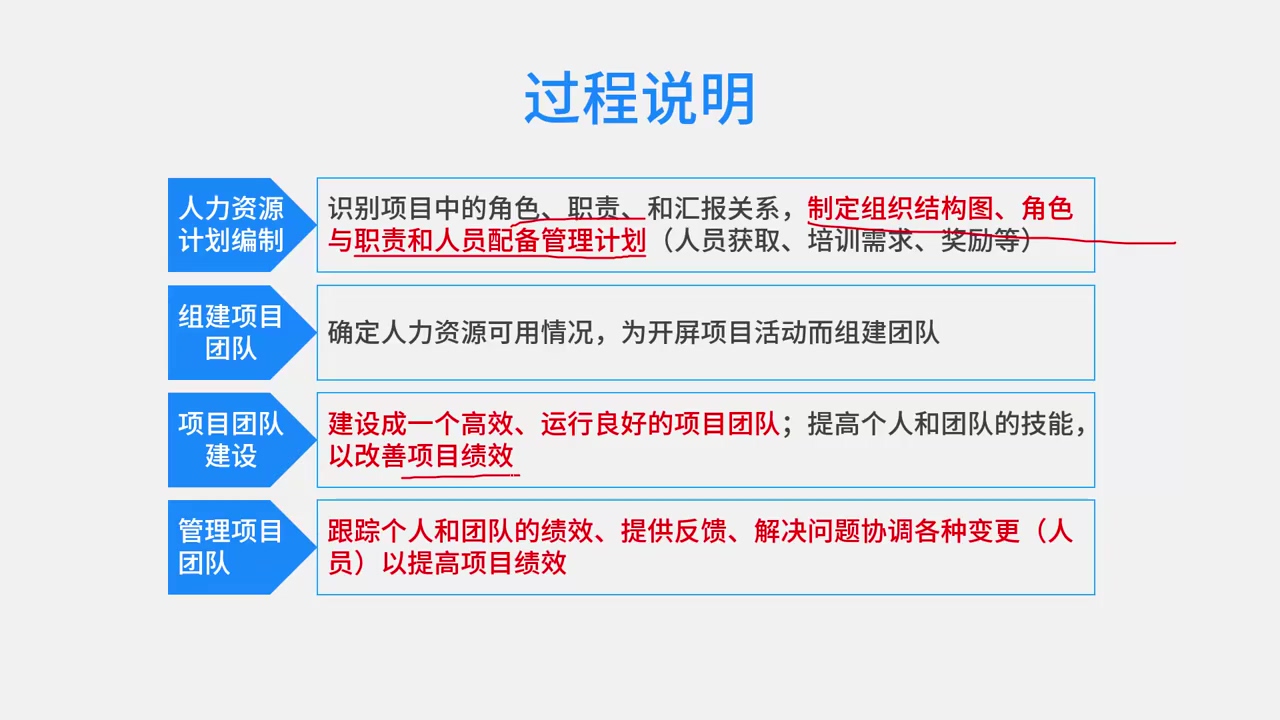 过程说明
人力资源
计划编制
识别项目中的角色、职责、和汇报关系，制定组织结构图、角色
与职责和人员配备管理计划（人员获取、培训需求、奖励等）
组建项目
团队
确定人力资源可用情况，为开屏项目活动而组建团队
项目团队
建设
建设成一个高效、运行良好的项目团队；提高个人和团队的技能，
以改善项目绩效
管理项目
团队
跟踪个人和团队的绩效、提供反馈、解决问题协调各种变更（人
员）以提高项目绩效